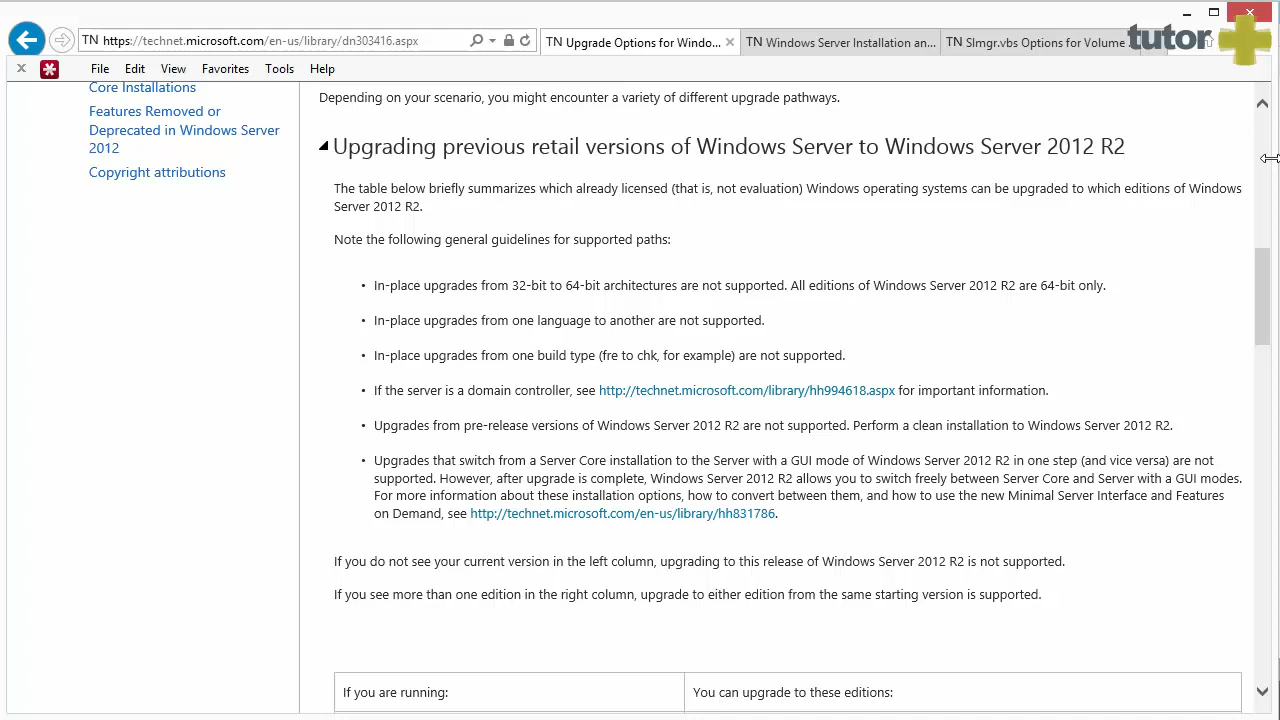 TN https://technet.microsoft.com/en-us/library/dn303416.aspx
TN Upgrade Options for Windo...
TN Windows Server Installation an...
TN Slmgr.vbs Options for Volume
tutor
File Edit View Favorites Tools Help
Core Installations
Features Removed or
Deprecated in Windows Server
2012
Copyright attributions
Depending on your scenario, you might encounter a variety of different upgrade pathways.
Upgrading previous retail versions of Windows Server to Windows Server 2012 R2
The table below briefly summarizes which already licensed (that is, not evaluation) Windows operating systems can be upgraded to which editions of Windows
Server 2012 R2.
Note the following general guidelines for supported paths:
• In-place upgrades from 32-bit to 64-bit architectures are not supported. All editions of Windows Server 2012 R2 are 64-bit only.
• In-place upgrades from one language to another are not supported.
• In-place upgrades from one build type (fre to chk, for example) are not supported.
• If the server is a domain controller, see http://technet.microsoft.com/library/hh994618.aspx for important information.
• Upgrades from pre-release versions of Windows Server 2012 R2 are not supported. Perform a clean installation to Windows Server 2012 R2.
• Upgrades that switch from a Server Core installation to the Server with a GUI mode of Windows Server 2012 R2 in one step (and vice versa) are not
supported. However, after upgrade is complete, Windows Server 2012 R2 allows you to switch freely between Server Core and Server with a GUI modes.
For more information about these installation options, how to convert between them, and how to use the new Minimal Server Interface and Features
on Demand, see http://technet.microsoft.com/en-us/library/hh831786.
If you do not see your current version in the left column, upgrading to this release of Windows Server 2012 R2 is not supported.
If you see more than one edition in the right column, upgrade to either edition from the same starting version is supported.
If you are running:
You can upgrade to these editions: